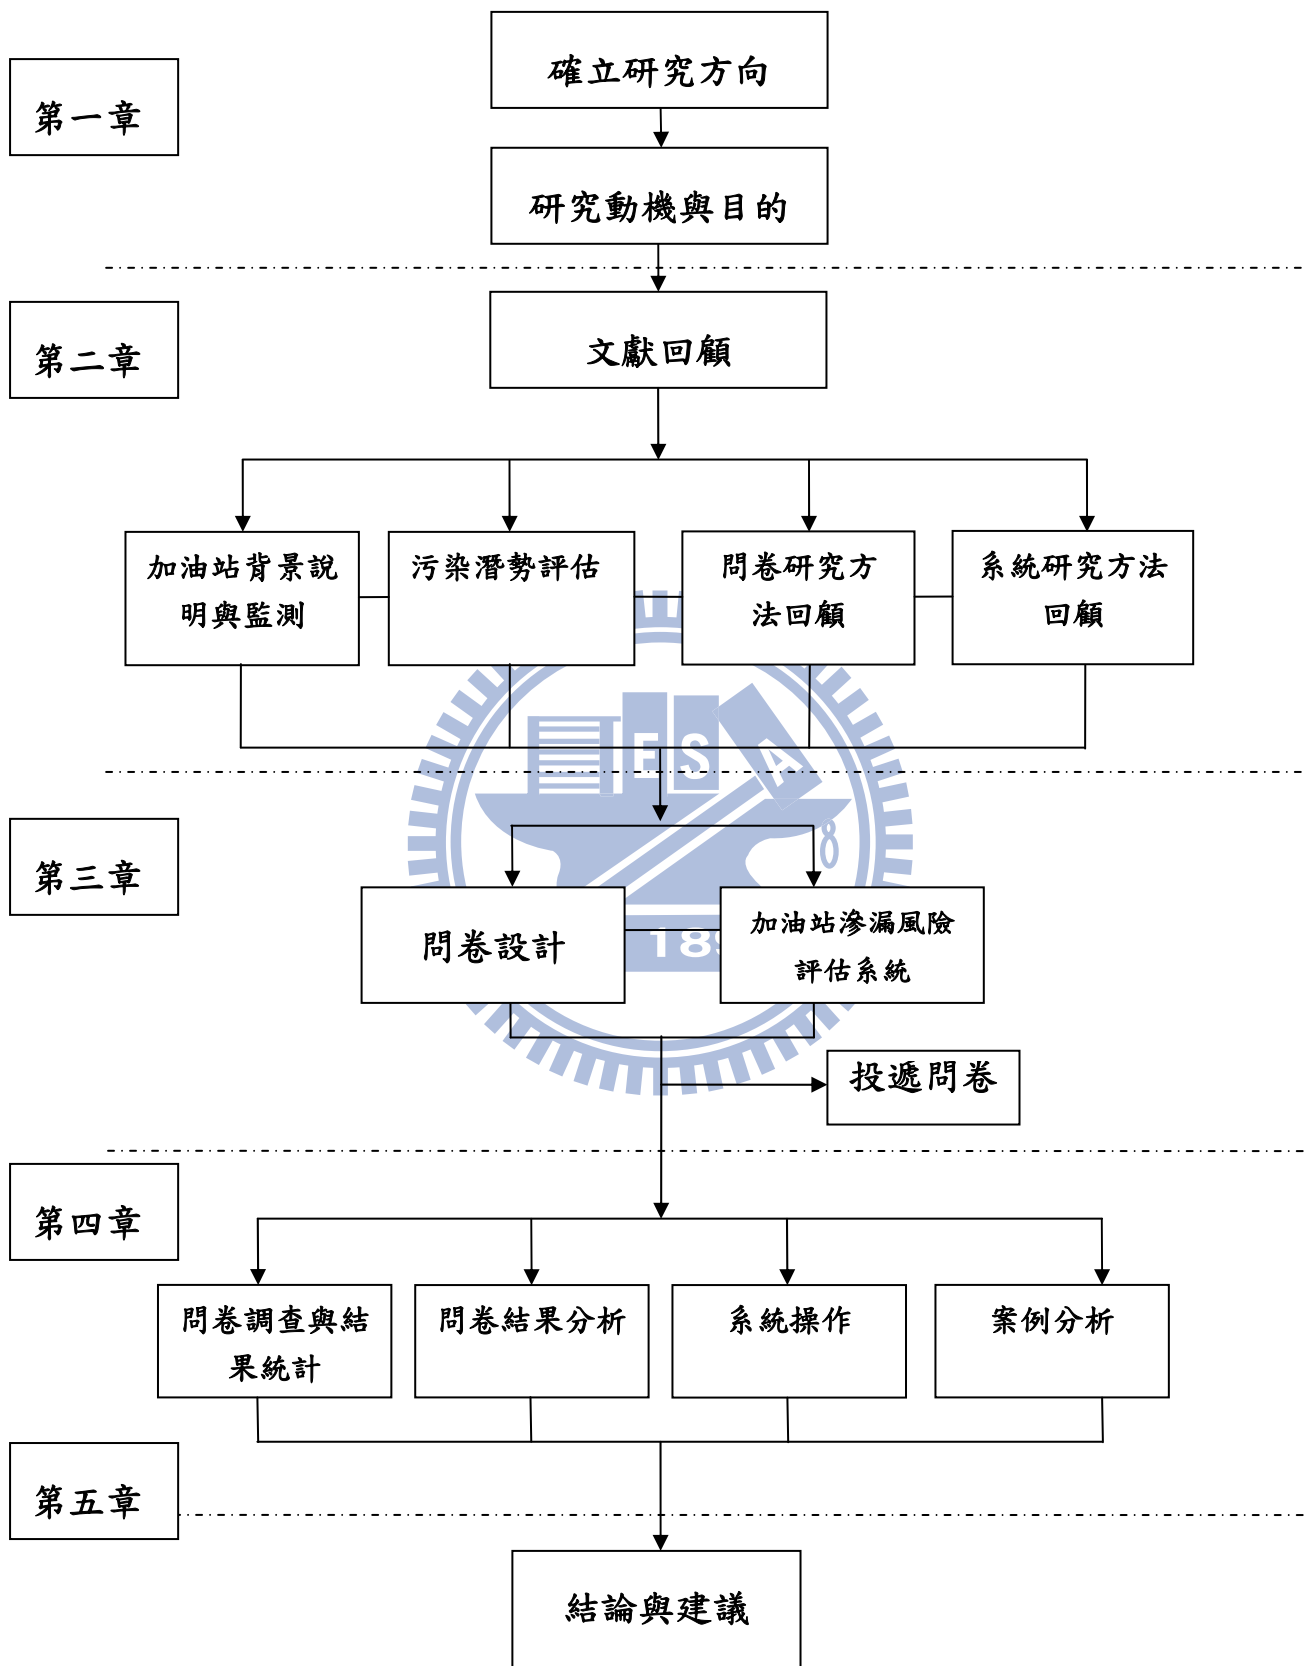 確立研究方向
第一章
研究動機與目的
第二章
文獻回顧
加油站背景說
明與監測
污染潛勢評估
問卷研究方
法回顧
系統研究方法
回顧
E S A
8
第三章
問卷設計
加油站滲漏風險
評估系統
189
投遞問卷
第四章
問卷調查與結
果統計
問卷結果分析
系統操作
案例分析
第五章
結論與建議